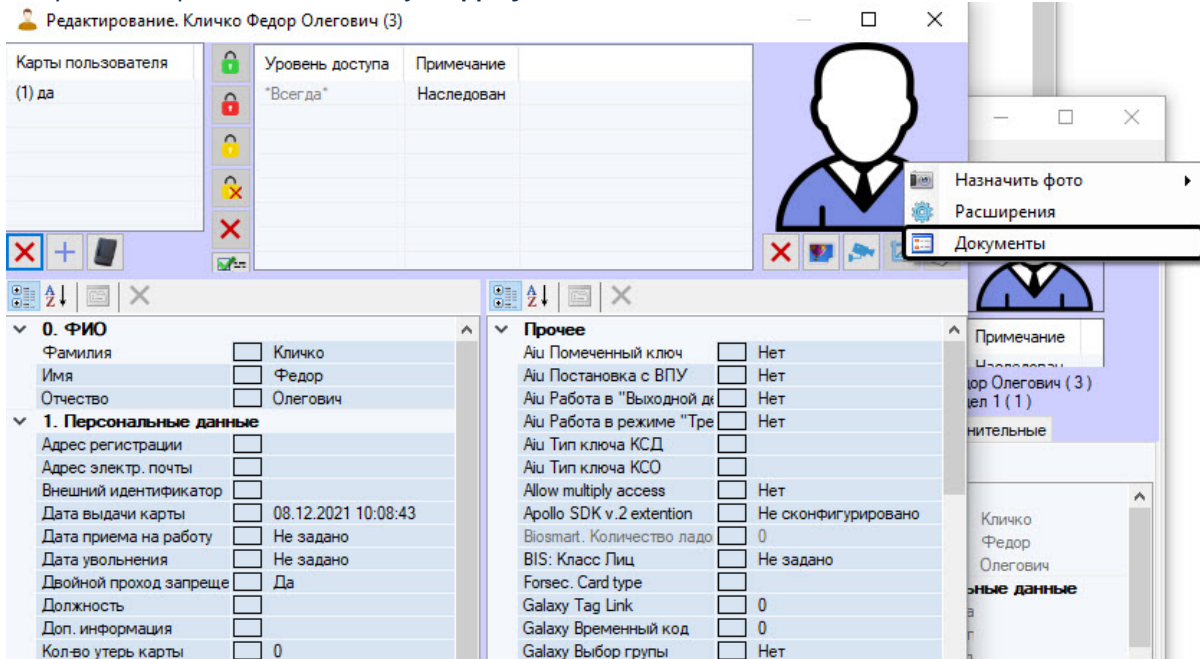 Редактирование. Кличко Федор Олегович (3)
Карты пользователя
(1) да
Уровень доступа Примечание
"Всегда" Наследован
Назначить фото
Расширения
Документы
0. ФИО
Фамилия Кличко
Имя Федор
Отчество Олегович
1. Персональные данные
Адрес регистрации
Адрес электр. почты
Внешний идентификатор
Дата выдачи карты 08.12.2021 10:08:43
Дата приема на работу Не задано
Дата увольнения Не задано
Двойной проход запреще Да
Должность
Доп. информация
Кол-во утерь карты 0
Прочее
Aiu Помеченный ключ Нет
Aiu Постановка с ВПУ Нет
Aiu Работа в "Выходной де Нет
Aiu Работа в режиме "Тре Нет
Aiu Тип ключа КСД
Aiu Тип ключа КСО
Allow multiply access Нет
Apollo SDK v.2 extention Не сконфигурировано
Biosmart. Количество ладо 0
BIS: Класс Лиц Не задано
Forsec. Card type
Galaxy Tag Link 0
Galaxy Временный код 0
Galaxy Выбор групы Нет
Примечание
дор Олегович ( 3 )
дел 1 ( 1 )
нительные
Кличко
Федор
Олегович
ьные данные